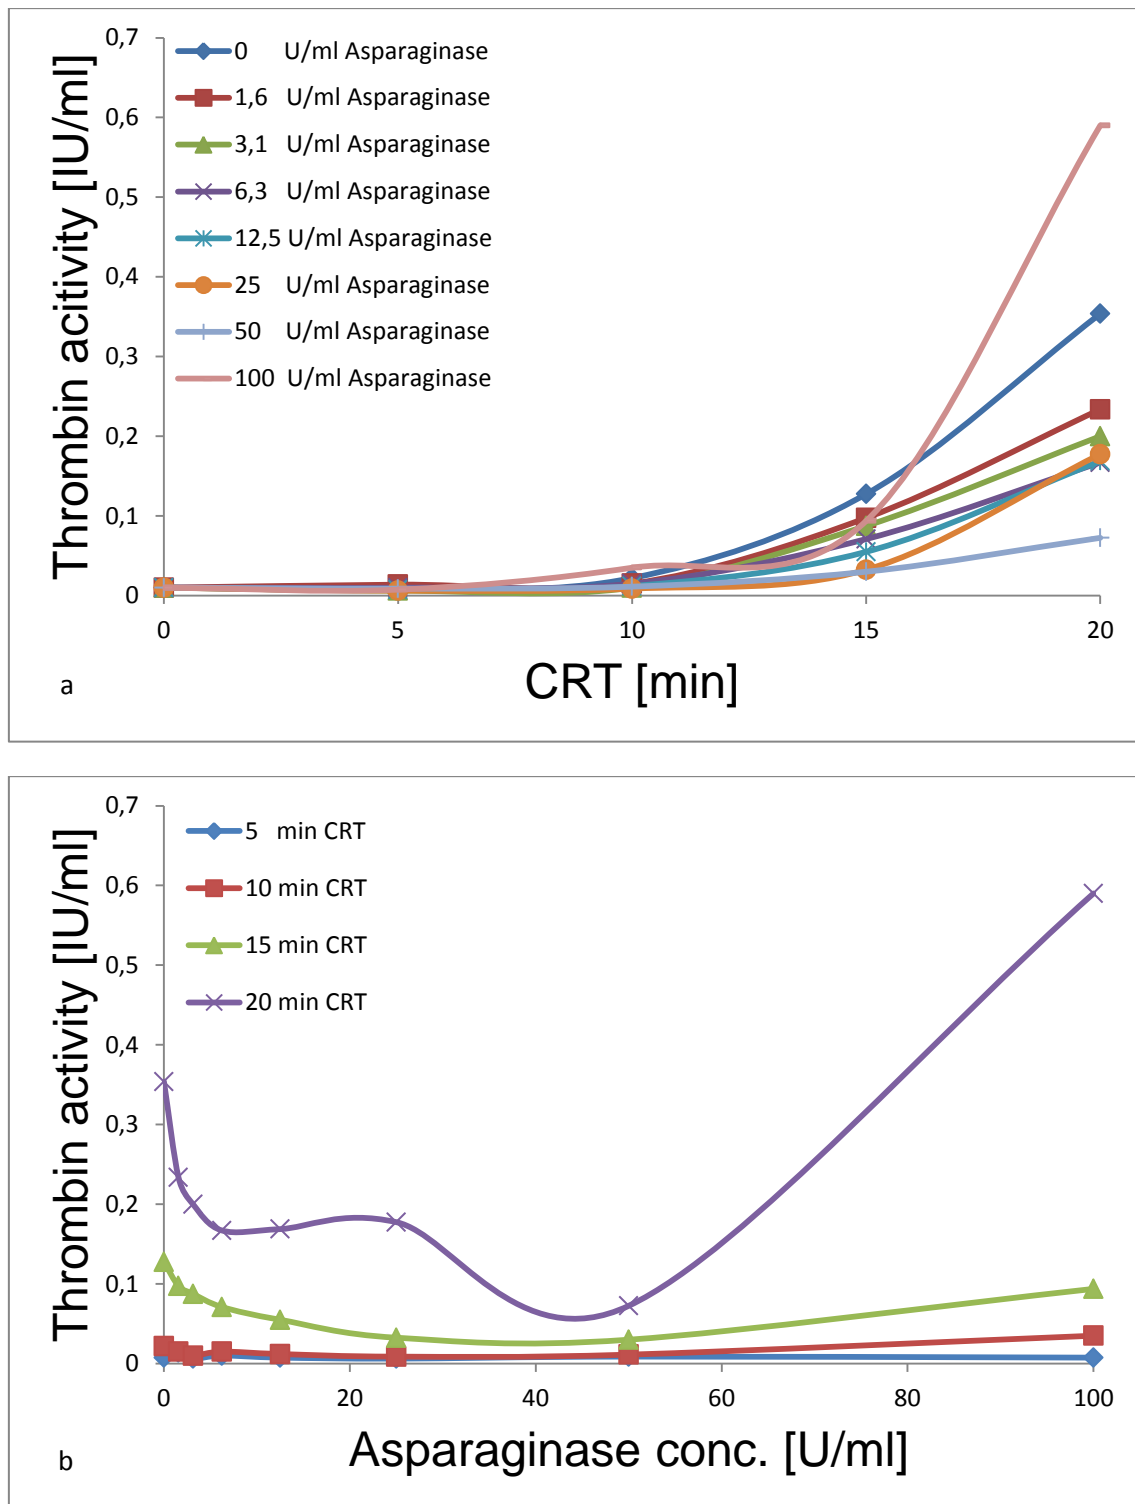 Thrombin acitivity [IU/ml]
0,7
0,6
0,5
0,4
0,3
0,2
0,1
0
0 U/ml Asparaginase
1,6 U/ml Asparaginase
3,1 U/ml Asparaginase
6,3 U/ml Asparaginase
12,5 U/ml Asparaginase
25 U/ml Asparaginase
50 U/ml Asparaginase
100 U/ml Asparaginase
0 5 10 15 20
CRT [min]
a
Thrombin activity [IU/ml]
0,7
0,6
0,5
0,4
0,3
0,2
0,1
0
5 min CRT
10 min CRT
15 min CRT
20 min CRT
0 20 40 60 80 100
Asparaginase conc. [U/ml]
b